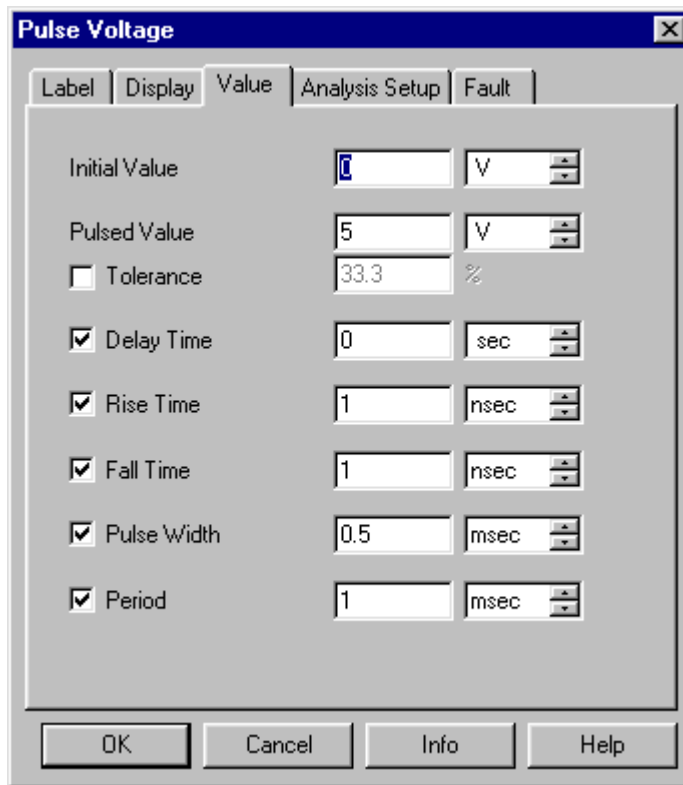 Pulse Voltage
Label Display Value Analysis Setup Fault
Initial Value 0 V
Pulsed Value 5 V
Tolerance 33.3 %
Delay Time 0 sec
Rise Time 1 nsec
Fall Time 1 nsec
Pulse Width 0.5 msec
Period 1 msec
OK Cancel Info Help